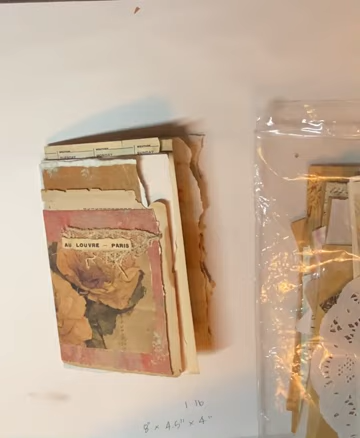 AU LOUVRE — PARIS
1 lb
8" × 4.5" × 4"